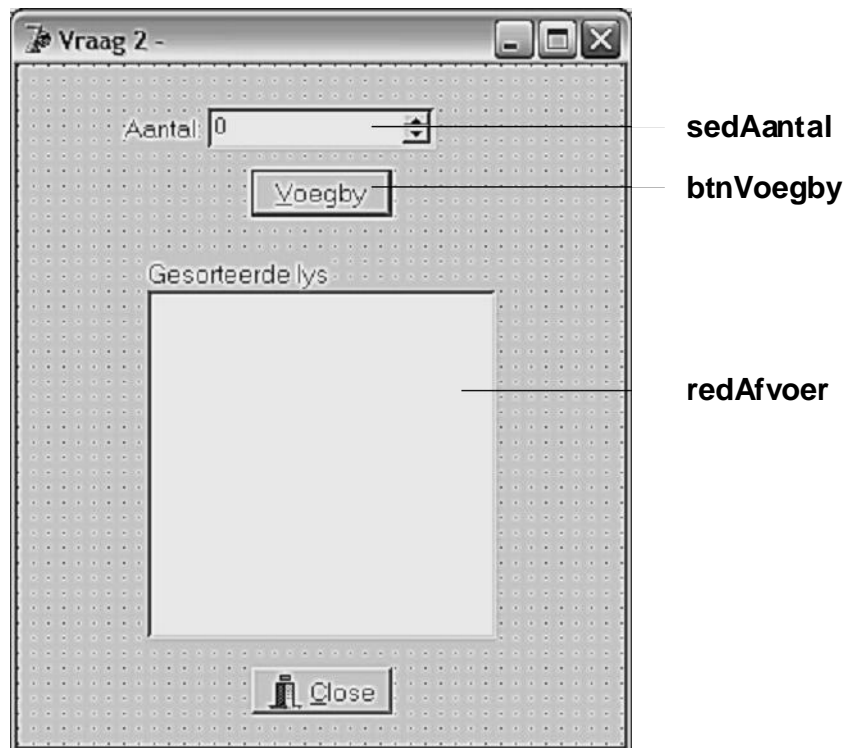 Vraag 2 -
Aantal: 0
sedAantal
Voegby
btnVoegby
Gesorteerde lys
redAfvoer
Close